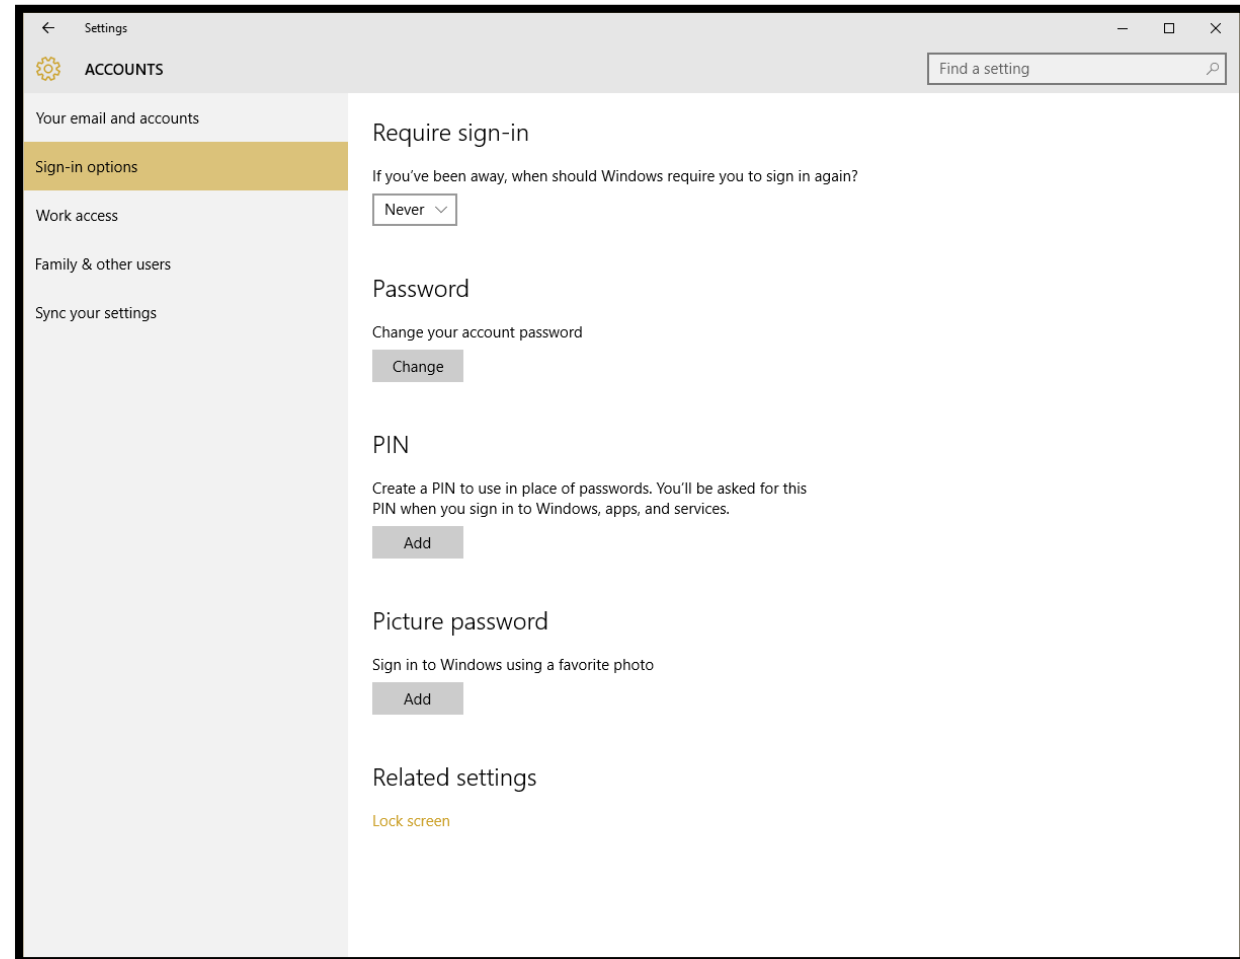 Settings
ACCOUNTS
Find a setting
Your email and accounts
Sign-in options
Work access
Family & other users
Sync your settings
Require sign-in
If you've been away, when should Windows require you to sign in again?
Never
Password
Change your account password
Change
PIN
Create a PIN to use in place of passwords. You'll be asked for this
PIN when you sign in to Windows, apps, and services.
Add
Picture password
Sign in to Windows using a favorite photo
Add
Related settings
Lock screen